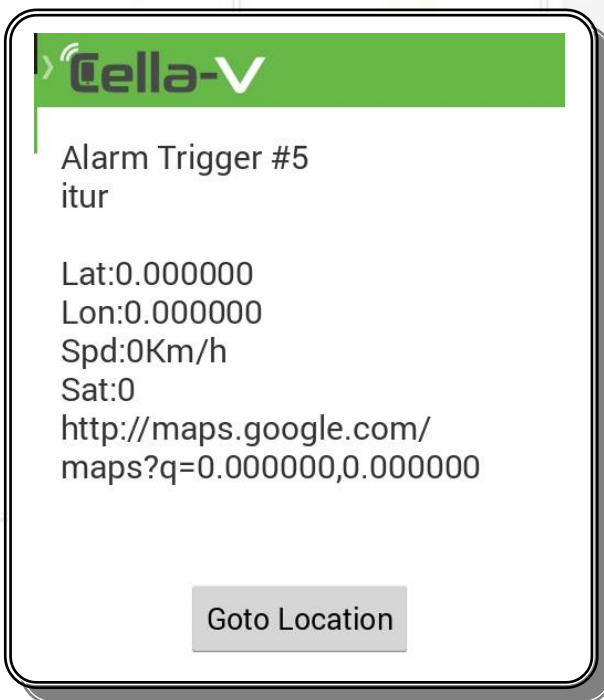 Cella-V
Alarm Trigger #5
itur
Lat:0.000000
Lon:0.000000
Spd:0Km/h
Sat:0
http://maps.google.com/
maps?q=0.000000,0.000000
Goto Location